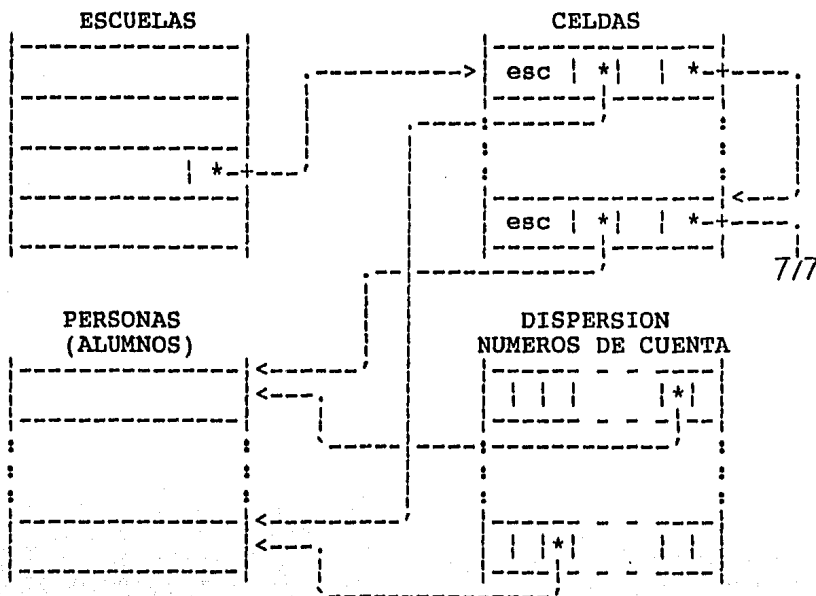 ESCUELAS CELDAS
esc | *| | *
| *
esc | *| | *
7/7
PERSONAS DISPERSION
(ALUMNOS) NUMEROS DE CUENTA
| | | |*|
| |*| | |